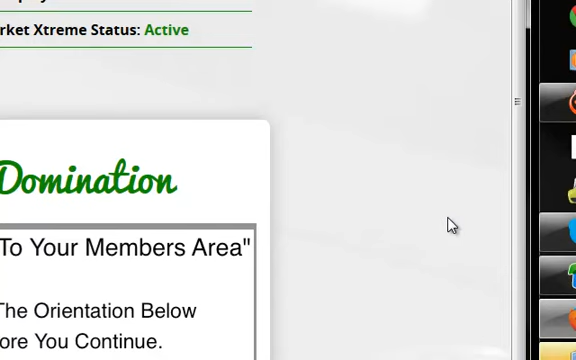 rket Xtreme Status: Active
Domination
To Your Members Area"
The Orientation Below
ore You Continue.